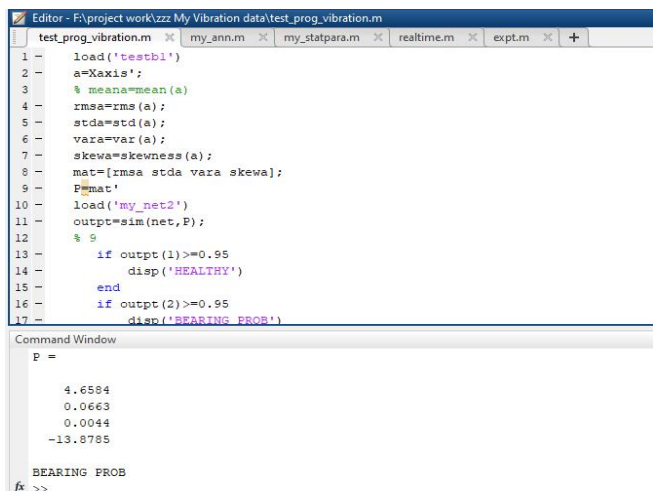 Editor - F:\project work\zzz My Vibration data\test_prog_vibration.m
test_prog_vibration.m × my_ann.m × my_statpara.m × realtime.m × expt.m × +
1 - load('testb1')
2 - a=Xaxis';
3 % meana=mean(a)
4 - rmsa=rms(a);
5 - stda=std(a);
6 - vara=var(a);
7 - skewa=skewness(a);
8 - mat=[rmsa stda vara skewa];
9 - P=mat'
10 - load('my_net2')
11 - outpt=sim(net,P);
12 % 9
13 - if outpt(1)>=0.95
14 - disp('HEALTHY')
15 - end
16 - if outpt(2)>=0.95
17 - disp('BEARING PROB')
Command Window
P =
4.6584
0.0663
0.0044
-13.8785
BEARING PROB
fx >>